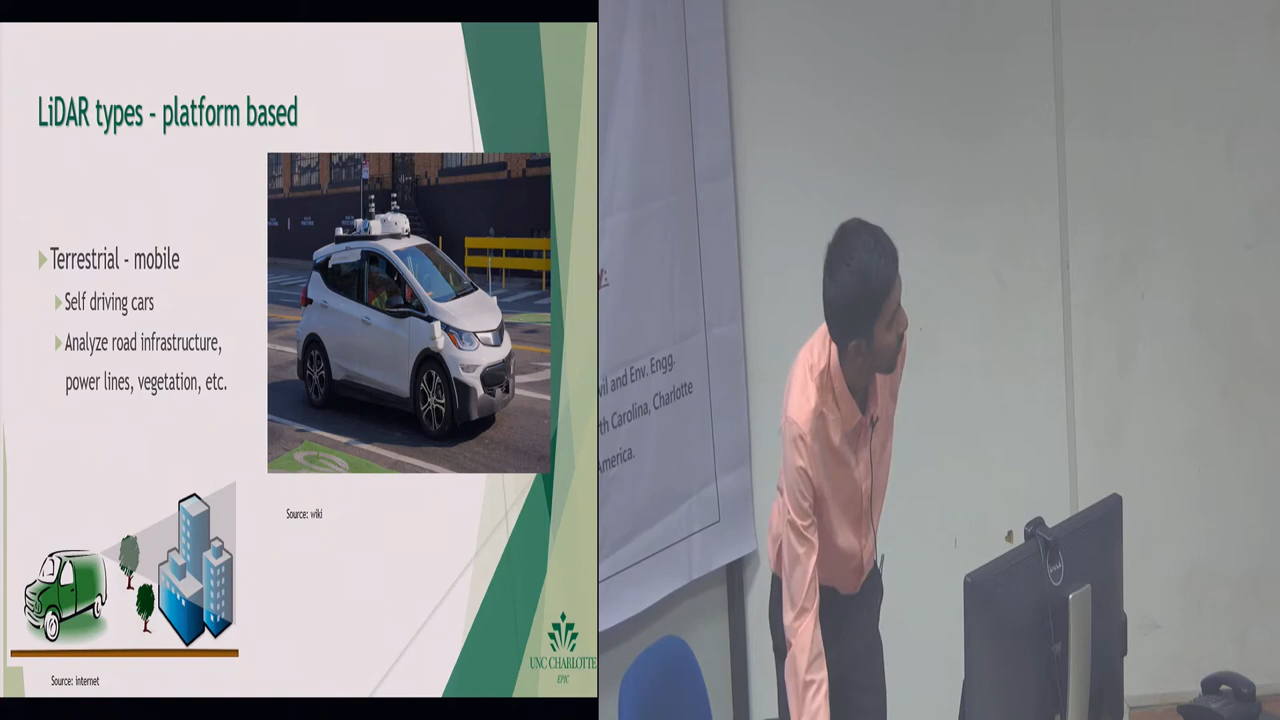 LiDAR types - platform based
Terrestrial - mobile
Self driving cars
Analyze road infrastructure,
power lines, vegetation, etc.
Source: wiki
Source: internet
UNC CHARLOTTE
EPIC
vil and Env. Engg.
th Carolina, Charlotte
America.
DELL